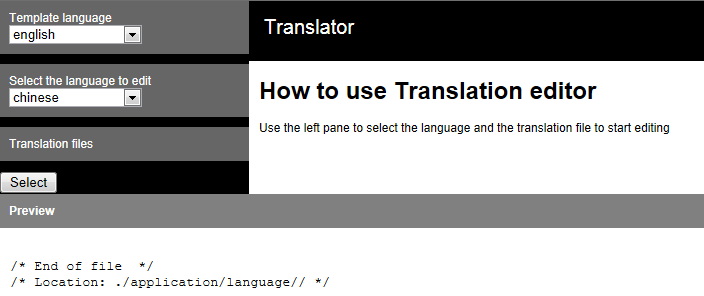 Template language
english
Select the language to edit
chinese
Translation files
Select
Translator
How to use Translation editor
Use the left pane to select the language and the translation file to start editing
Preview
/* End of file  */
/* Location: ./application/language// */